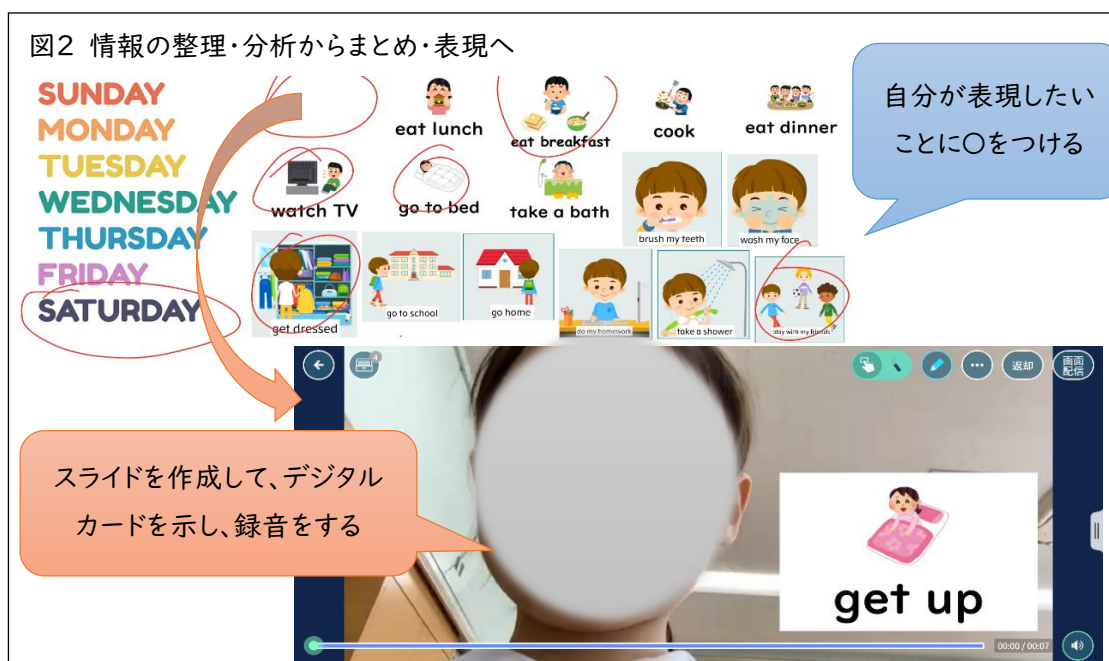 図2 情報の整理・分析からまとめ・表現へ
SUNDAY
MONDAY
TUESDAY
WEDNESDAY
THURSDAY
FRIDAY
SATURDAY
eat lunch
eat breakfast
cook
eat dinner
watch TV
go to bed
take a bath
brush my teeth
wash my face
get dressed
go to school
go home
do my homework
take a shower
play with my friends
自分が表現したい
ことに○をつける
4
返却
画面
配信
スライドを作成して、デジタル
カードを示し、録音をする
get up
00:00 / 00:07